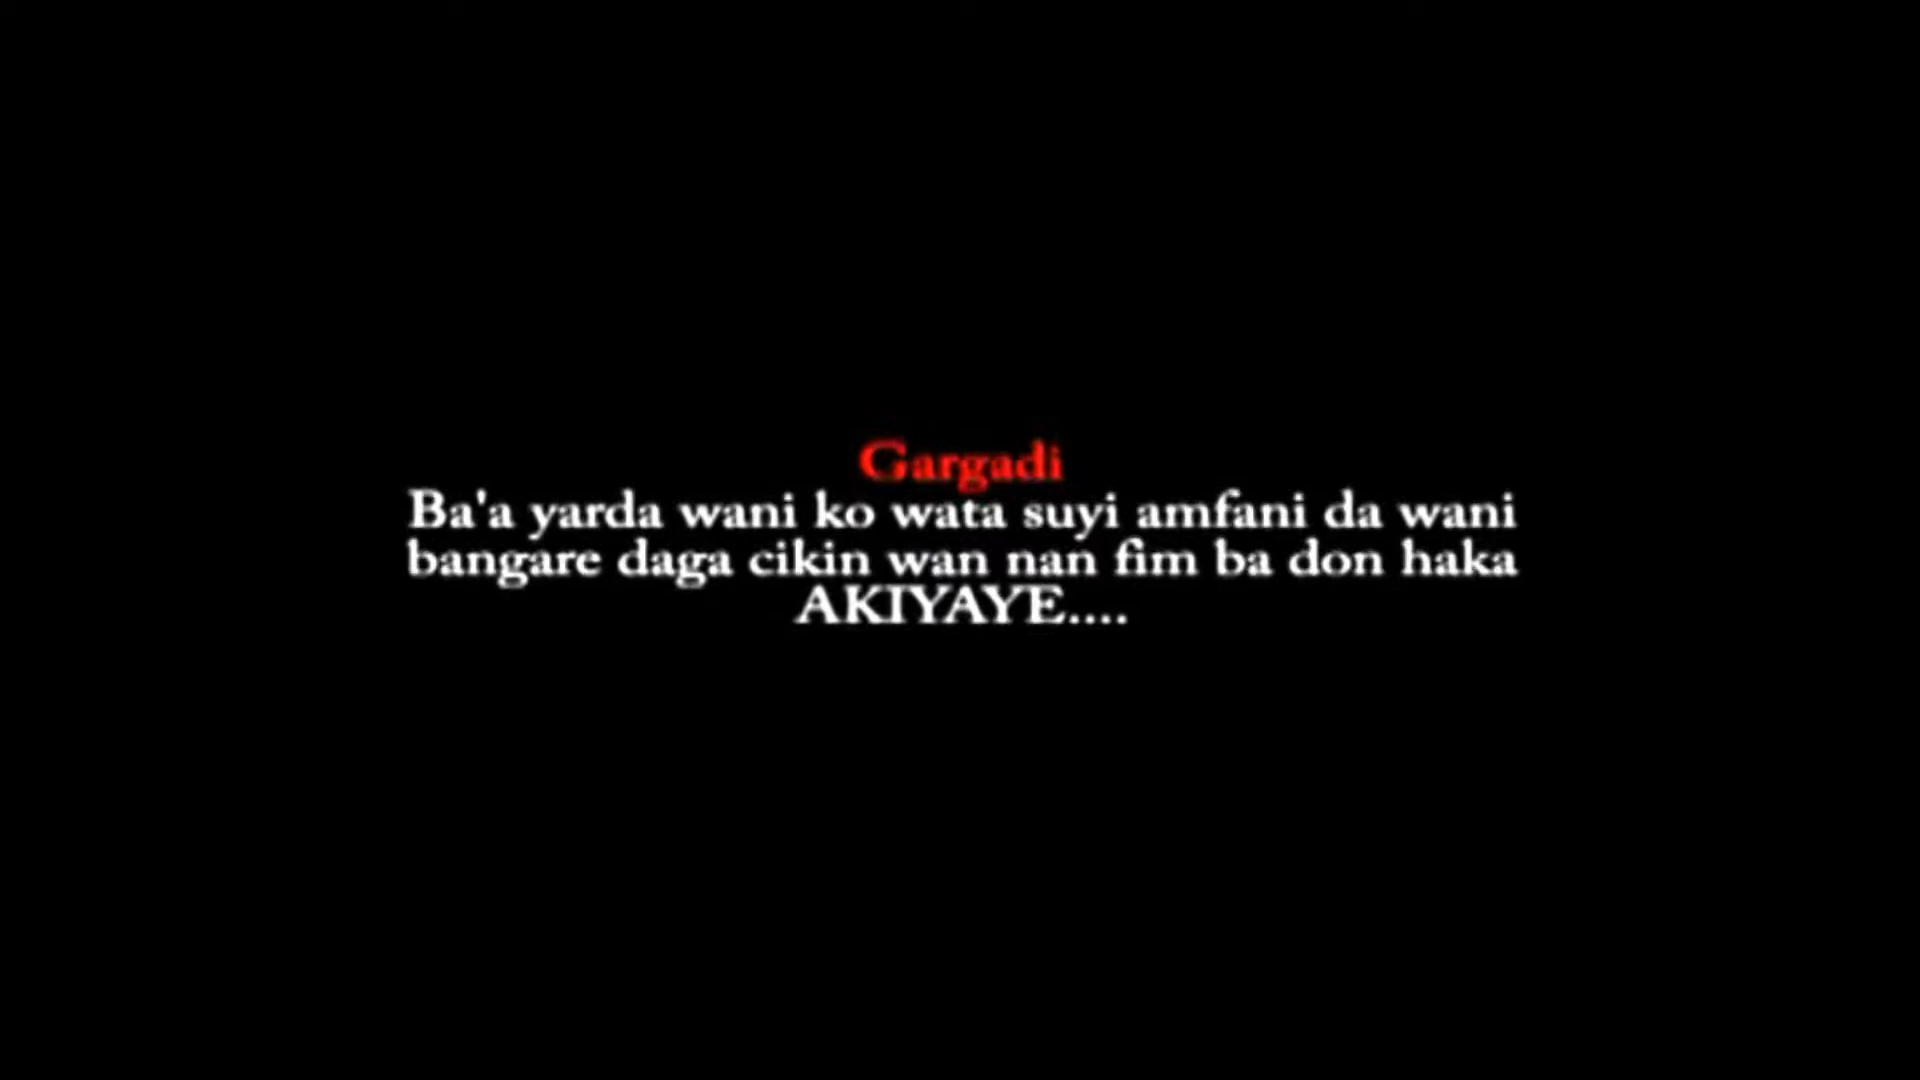 Gargadi
Ba'a yarda wani ko wata suyi amfani da wani
bangare daga cikin wan nan fim ba don haka
AKIYAYE....